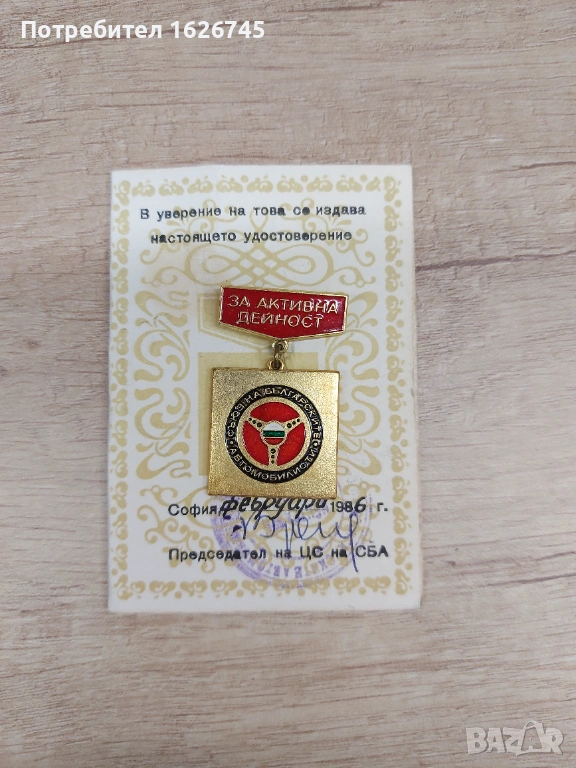 Потребител 1626745
В уверение на това се издава
настоящето удостоверение
ЗА АКТИВНА
ДЕЙНОСТ
СЪЮЗ НА БЪЛГАРСКИТЕ АВТОМОБИЛИСТИ
София, февруари 1986 г.
Председател на ЦС на СБА
BAZAR